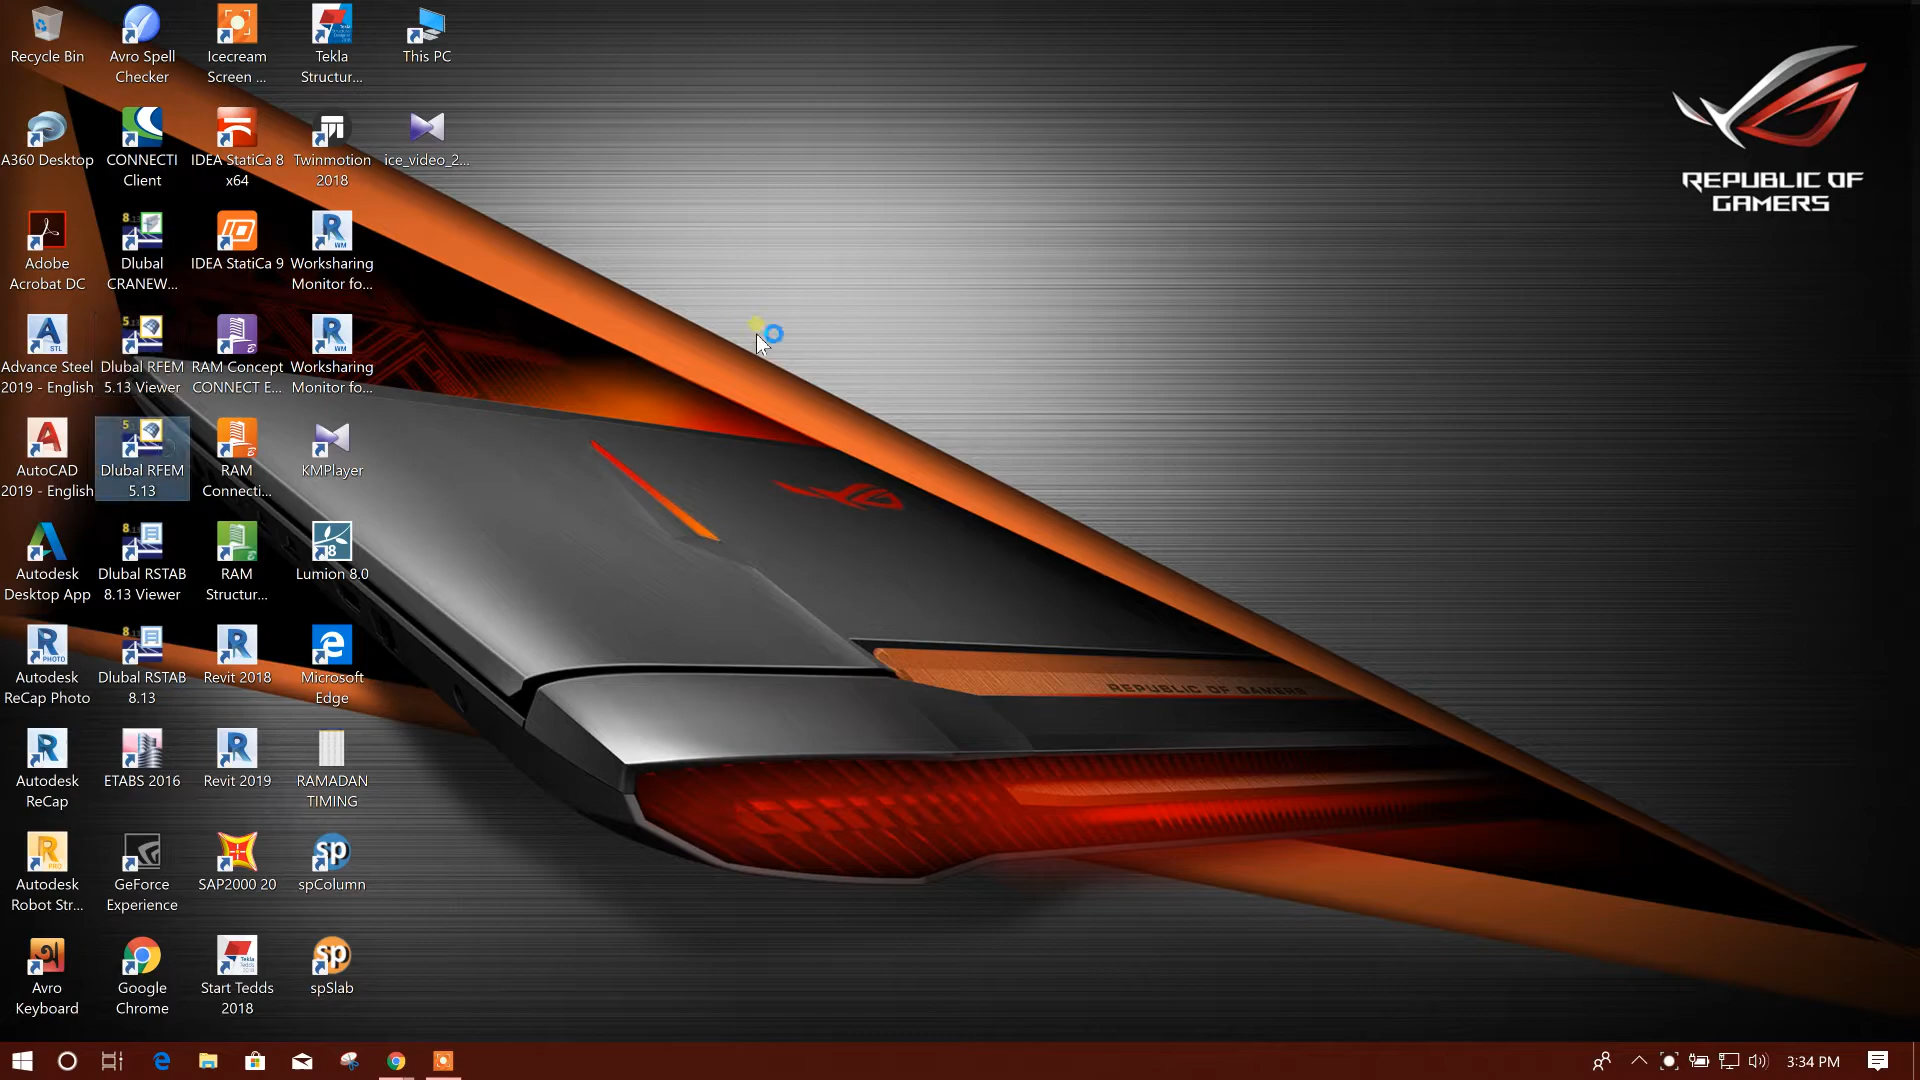 Recycle Bin
Avro Spell
Checker
Icecream
Screen ...
Tekla
Structur...
This PC
A360 Desktop
CONNECTI
Client
IDEA StatiCa 8
x64
Twinmotion
2018
ice_video_2...
Adobe
Acrobat DC
Dlubal
CRANEW...
IDEA StatiCa 9
Worksharing
Monitor fo...
Advance Steel
2019 - English
Dlubal RFEM
5.13 Viewer
RAM Concept
CONNECT E...
Worksharing
Monitor fo...
AutoCAD
2019 - English
Dlubal RFEM
5.13
RAM
Connecti...
KMPlayer
Autodesk
Desktop App
Dlubal RSTAB
8.13 Viewer
RAM
Structur...
Lumion 8.0
Autodesk
ReCap Photo
Dlubal RSTAB
8.13
Revit 2018
Microsoft
Edge
Autodesk
ReCap
ETABS 2016
Revit 2019
RAMADAN
TIMING
Autodesk
Robot Str...
GeForce
Experience
SAP2000 20
spColumn
Avro
Keyboard
Google
Chrome
Start Tedds
2018
spSlab
REPUBLIC OF
GAMERS
REPUBLIC OF GAMERS
3:34 PM